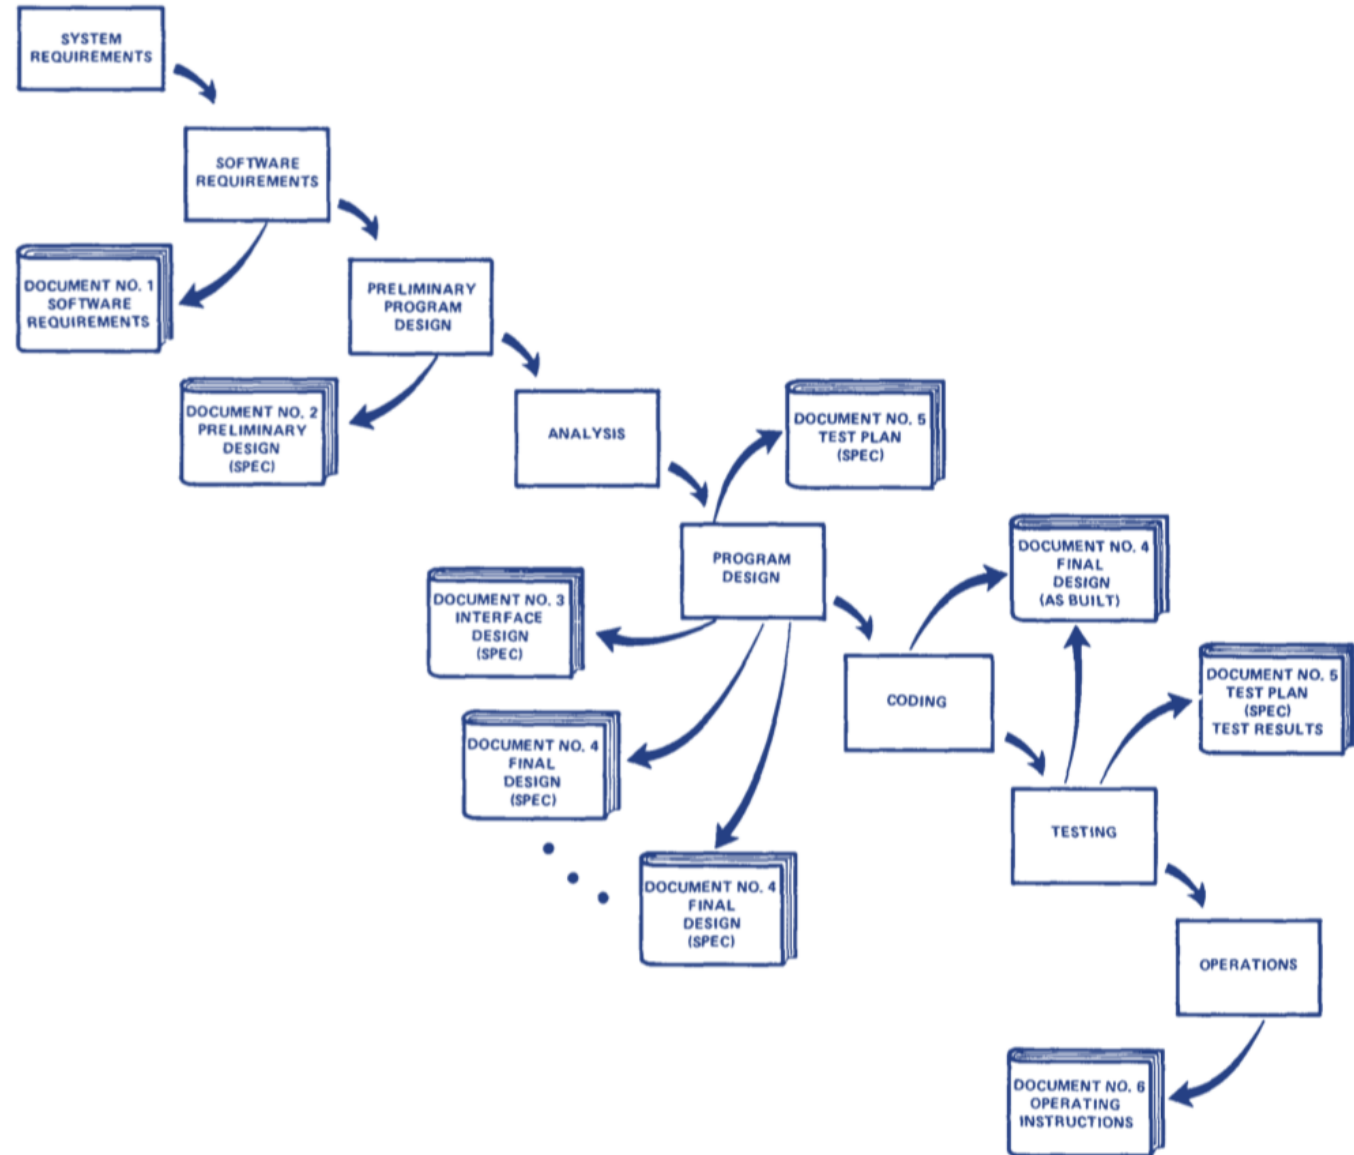 SYSTEM
REQUIREMENTS
SOFTWARE
REQUIREMENTS
DOCUMENT NO. 1
SOFTWARE
REQUIREMENTS
PRELIMINARY
PROGRAM
DESIGN
DOCUMENT NO. 2
PRELIMINARY
DESIGN
(SPEC)
ANALYSIS
DOCUMENT NO. 5
TEST PLAN
(SPEC)
PROGRAM
DESIGN
DOCUMENT NO. 3
INTERFACE
DESIGN
(SPEC)
DOCUMENT NO. 4
FINAL
DESIGN
(SPEC)
DOCUMENT NO. 4
FINAL
DESIGN
(SPEC)
DOCUMENT NO. 4
FINAL
DESIGN
(AS BUILT)
CODING
DOCUMENT NO. 5
TEST PLAN
(SPEC)
TEST RESULTS
TESTING
OPERATIONS
DOCUMENT NO. 6
OPERATING
INSTRUCTIONS